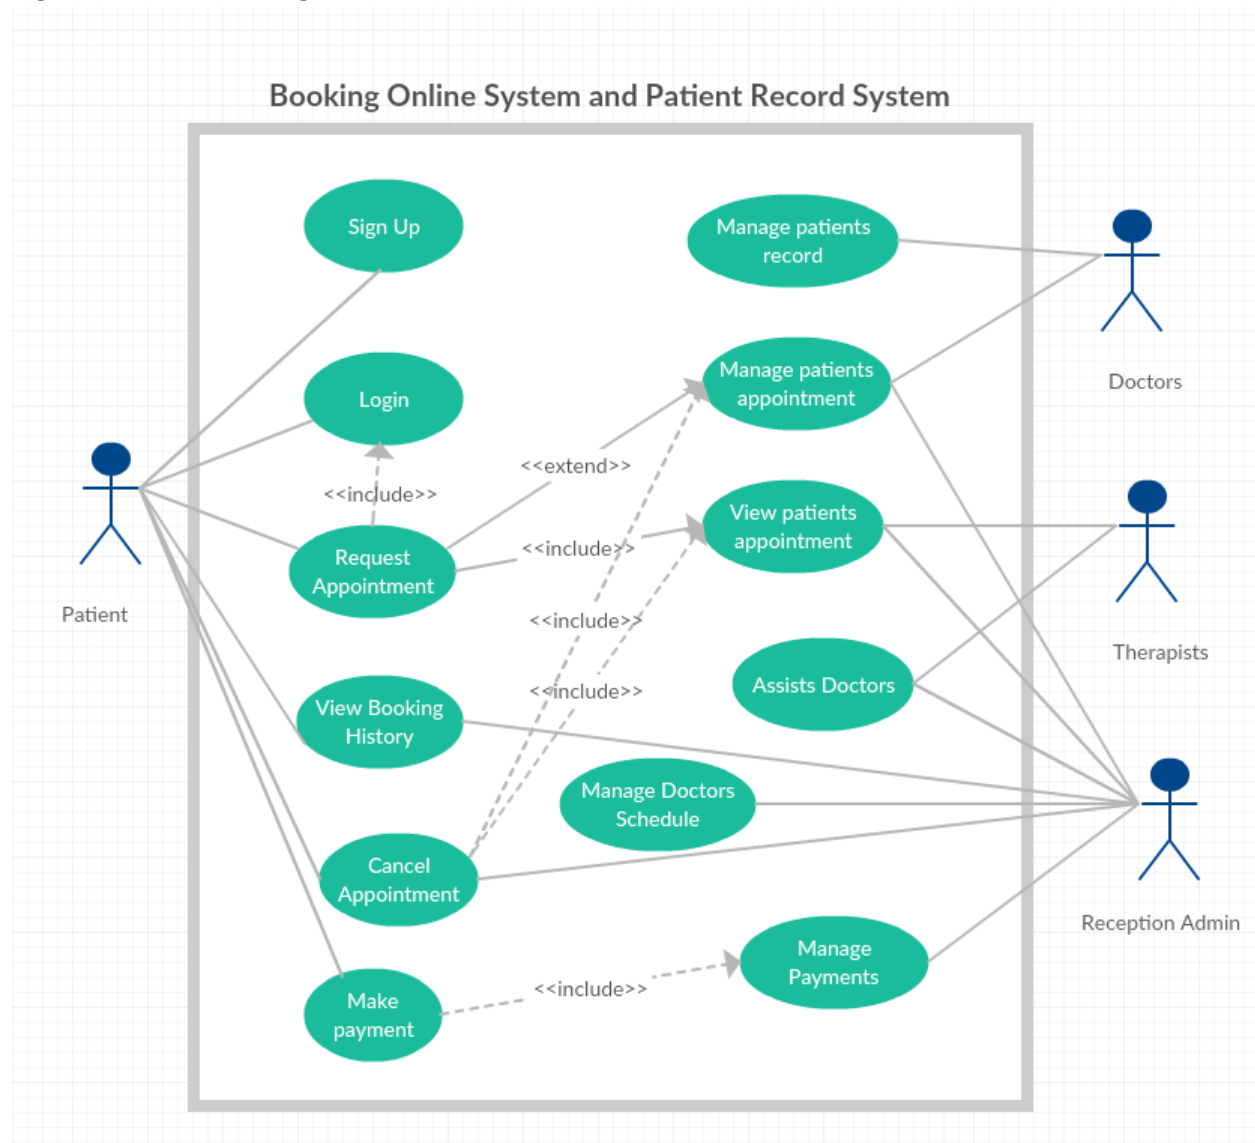 Booking Online System and Patient Record System
Sign Up
Manage patients
record
Doctors
Login
Manage patients
appointment
<<extend>>
<<include>>
Patient
Request
Appointment
<<include>>
View patients
appointment
Therapists
<<include>>
<<include>>
Assists Doctors
View Booking
History
Manage Doctors
Schedule
Reception Admin
Cancel
Appointment
Manage
Payments
<<include>>
Make
payment